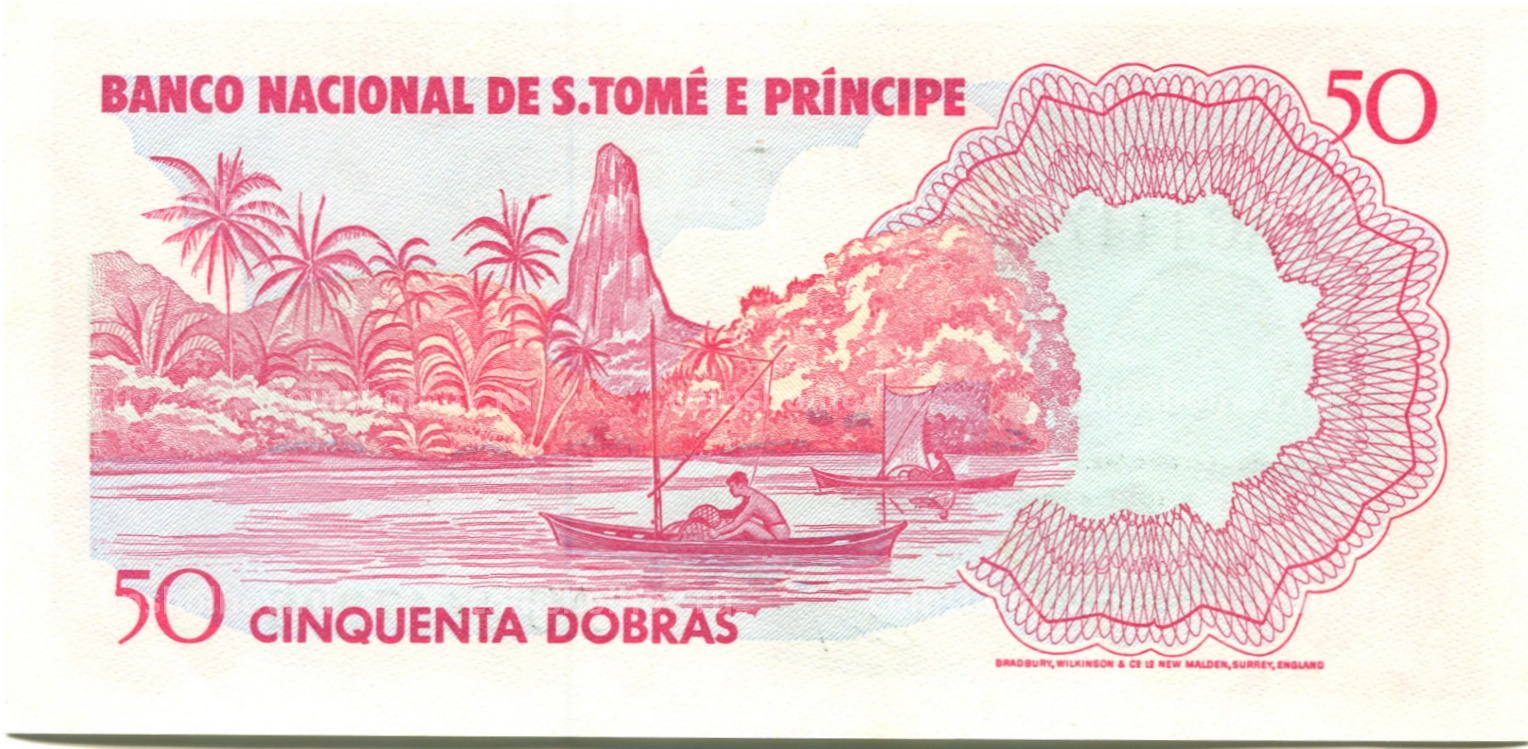 BANCO NACIONAL DE S.TOMÉ E PRÍNCIPE
50
50 CINQUENTA DOBRAS
BRADBURY, WILKINSON & Cº Lᴰ NEW MALDEN, SURREY, ENGLAND